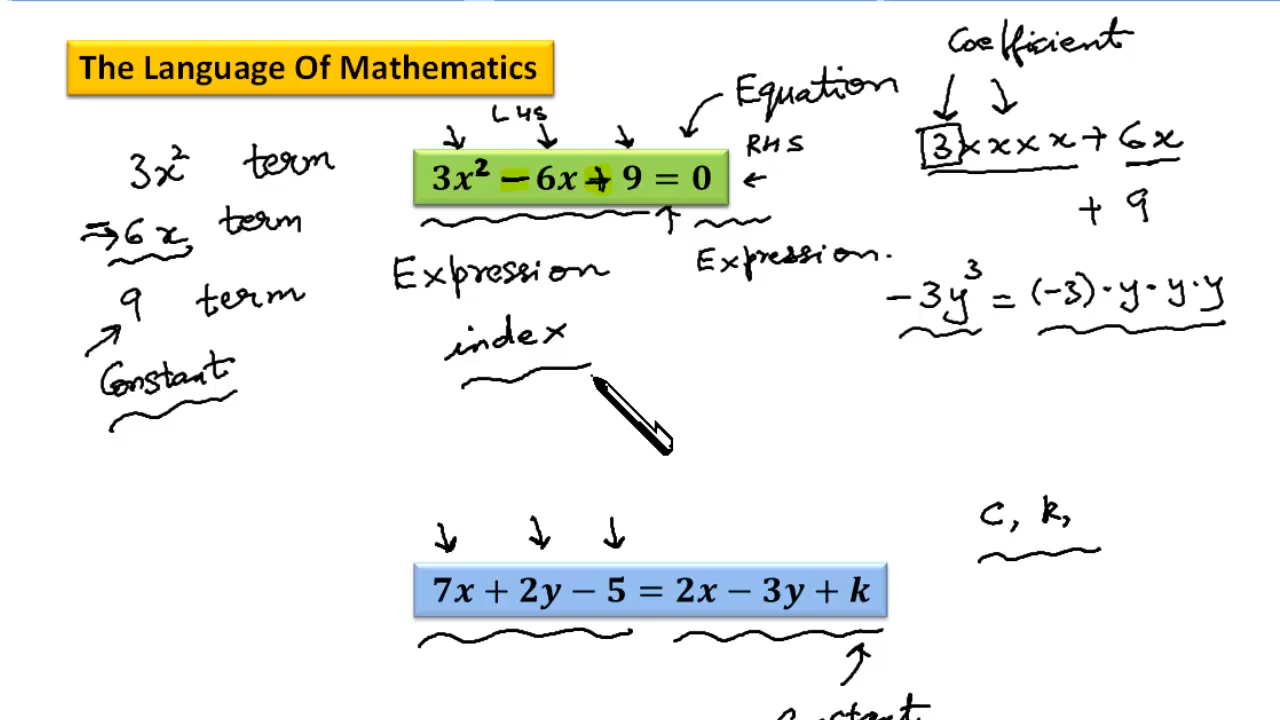 The Language Of Mathematics
Coefficient
LHS
Equation
RHS
3x² - 6x + 9 = 0
3 × x × x + 6x
+ 9
3x² term
-6x term
9 term
Constant
Expression
Expression.
index
-3y³ = (-3)·y·y·y
c, k,
7x + 2y − 5 = 2x − 3y + k
Constant